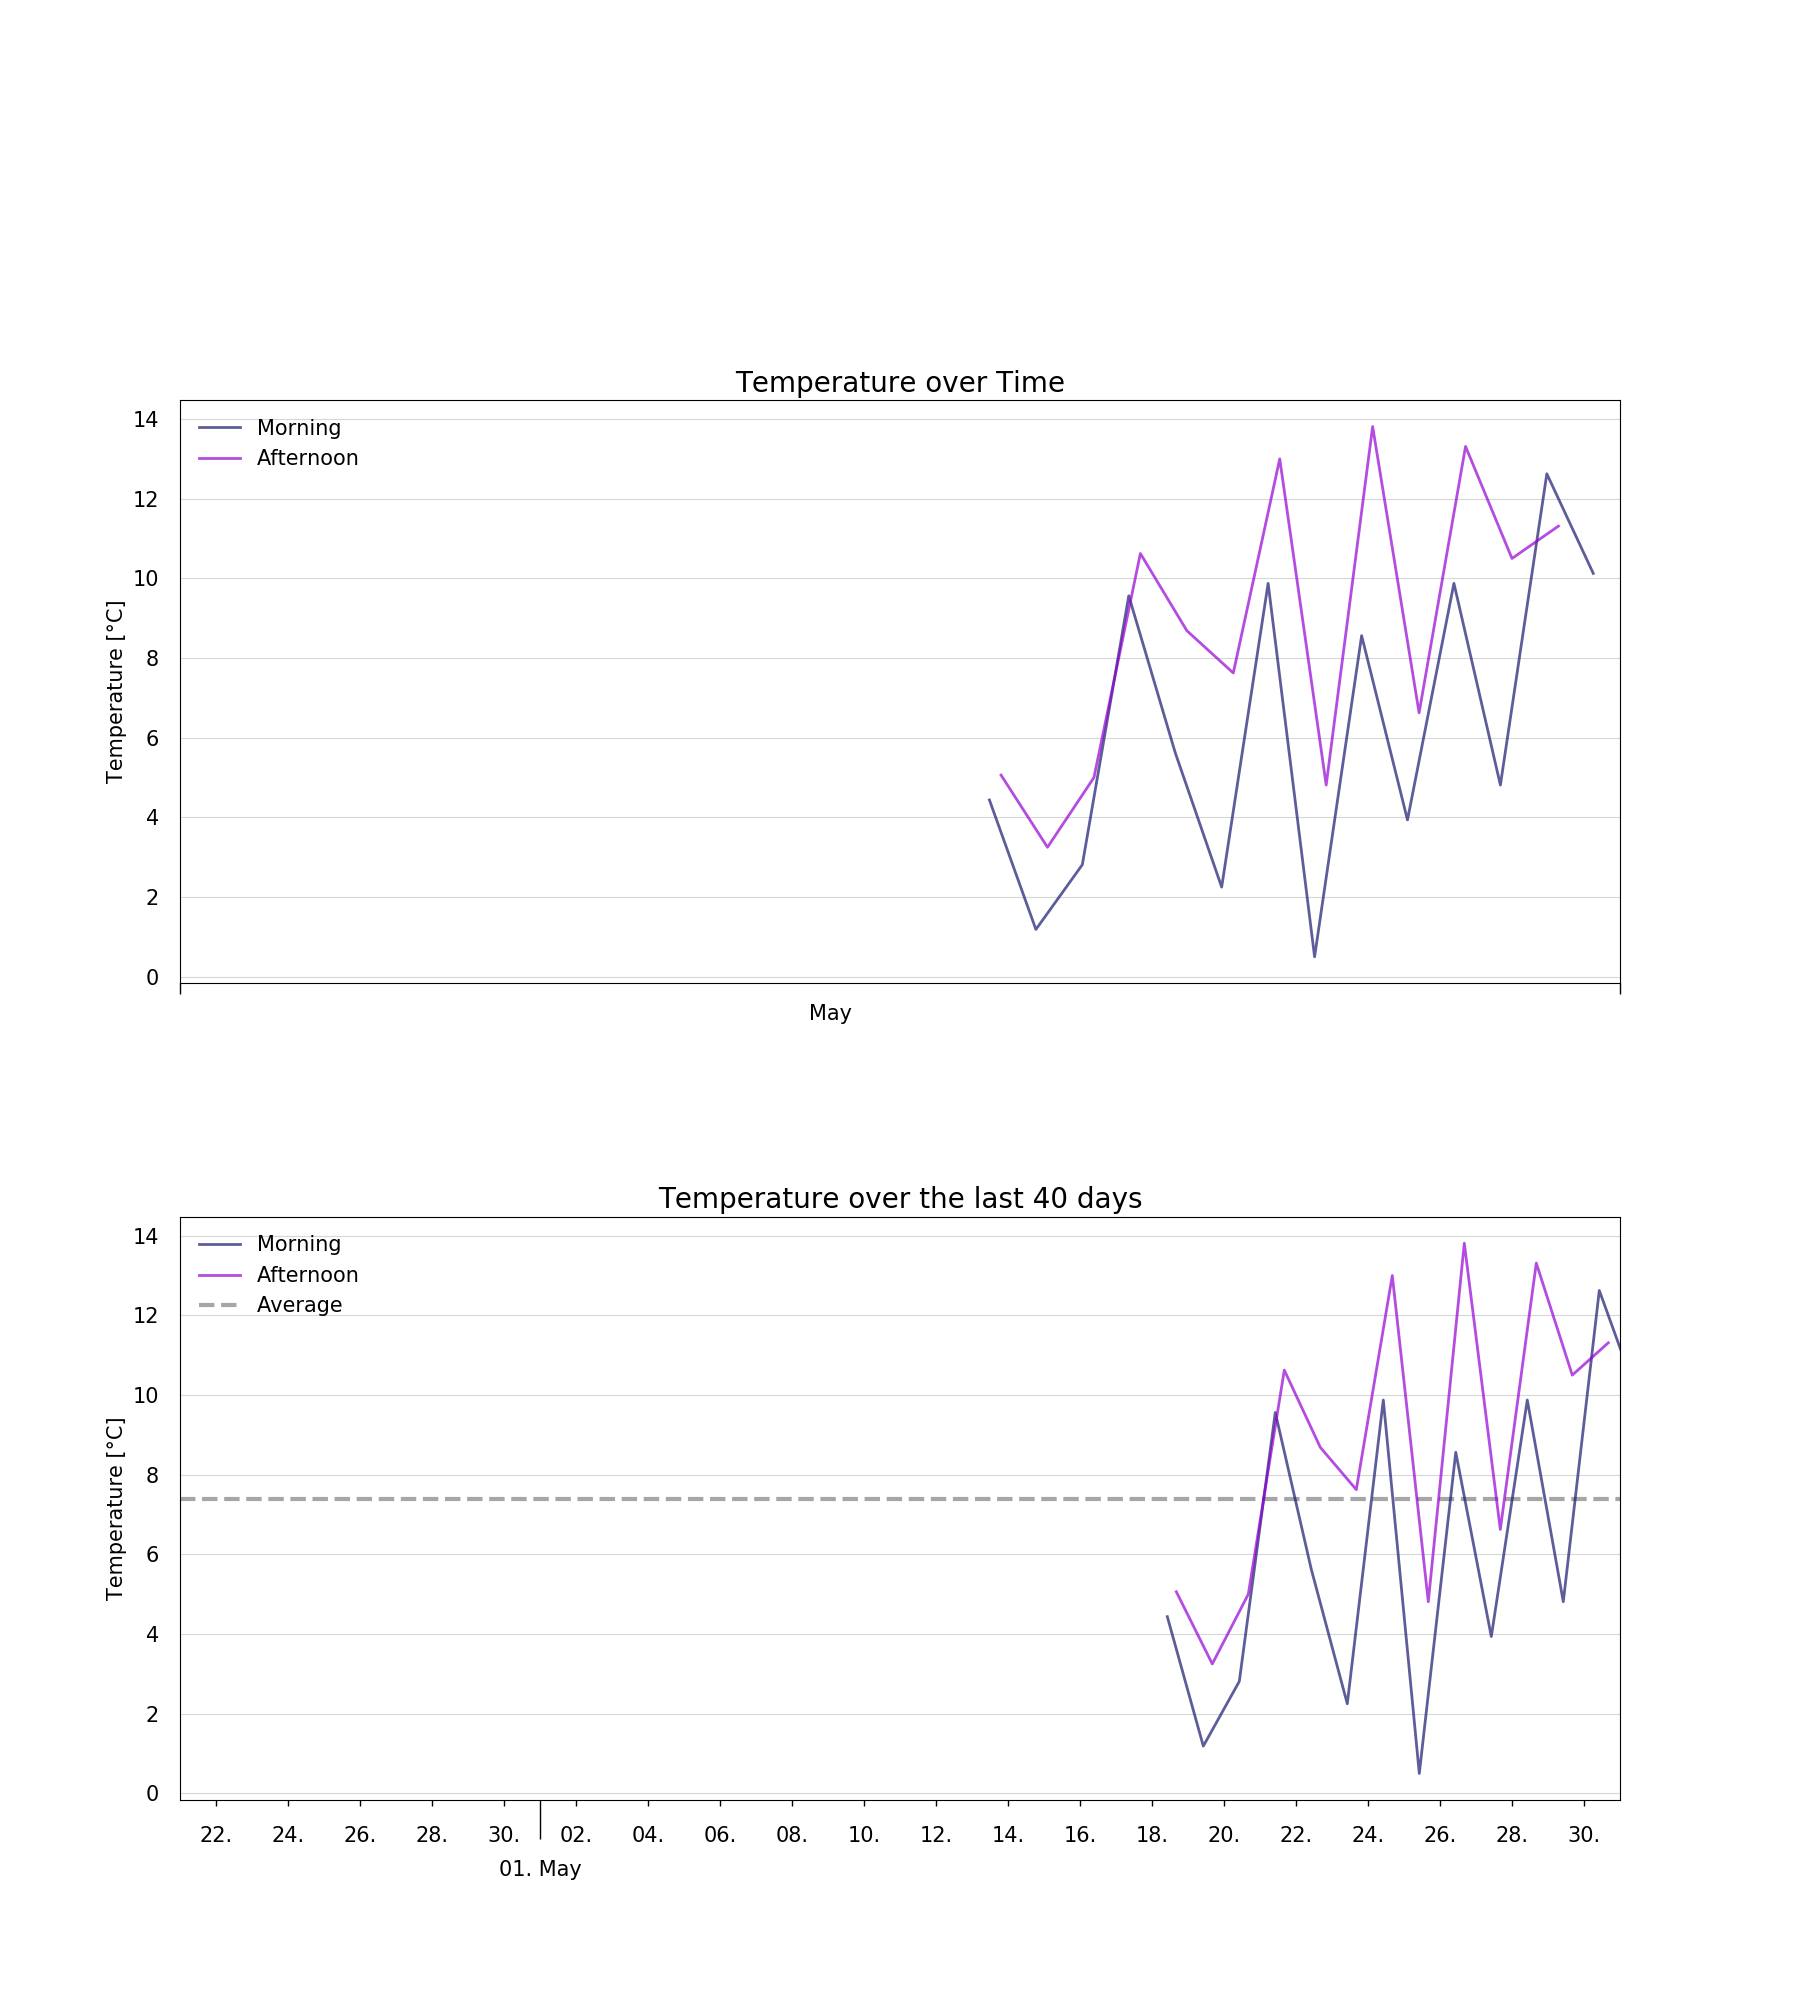 Temperature over Time
Morning
Afternoon
14
12
10
8
6
4
2
0
Temperature [°C]
May
Temperature over the last 40 days
Morning
Afternoon
Average
14
12
10
8
6
4
2
0
Temperature [°C]
22. 24. 26. 28. 30. 02. 04. 06. 08. 10. 12. 14. 16. 18. 20. 22. 24. 26. 28. 30.
01. May